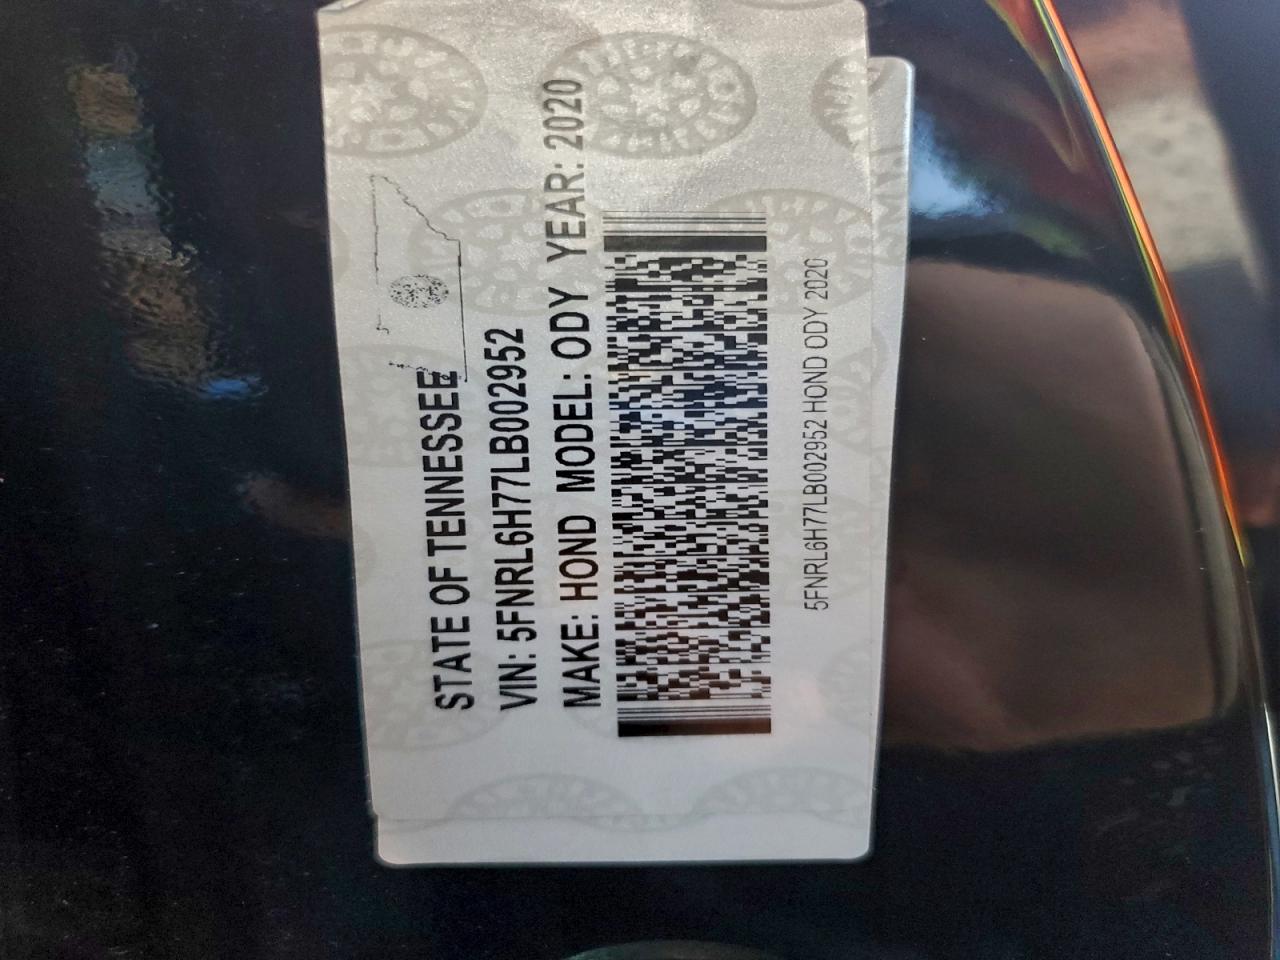 STATE OF TENNESSEE
VIN: 5FNRL6H77LB002952
MAKE: HOND MODEL: ODY YEAR: 2020
5FNRL6H77LB002952 HOND ODY 2020